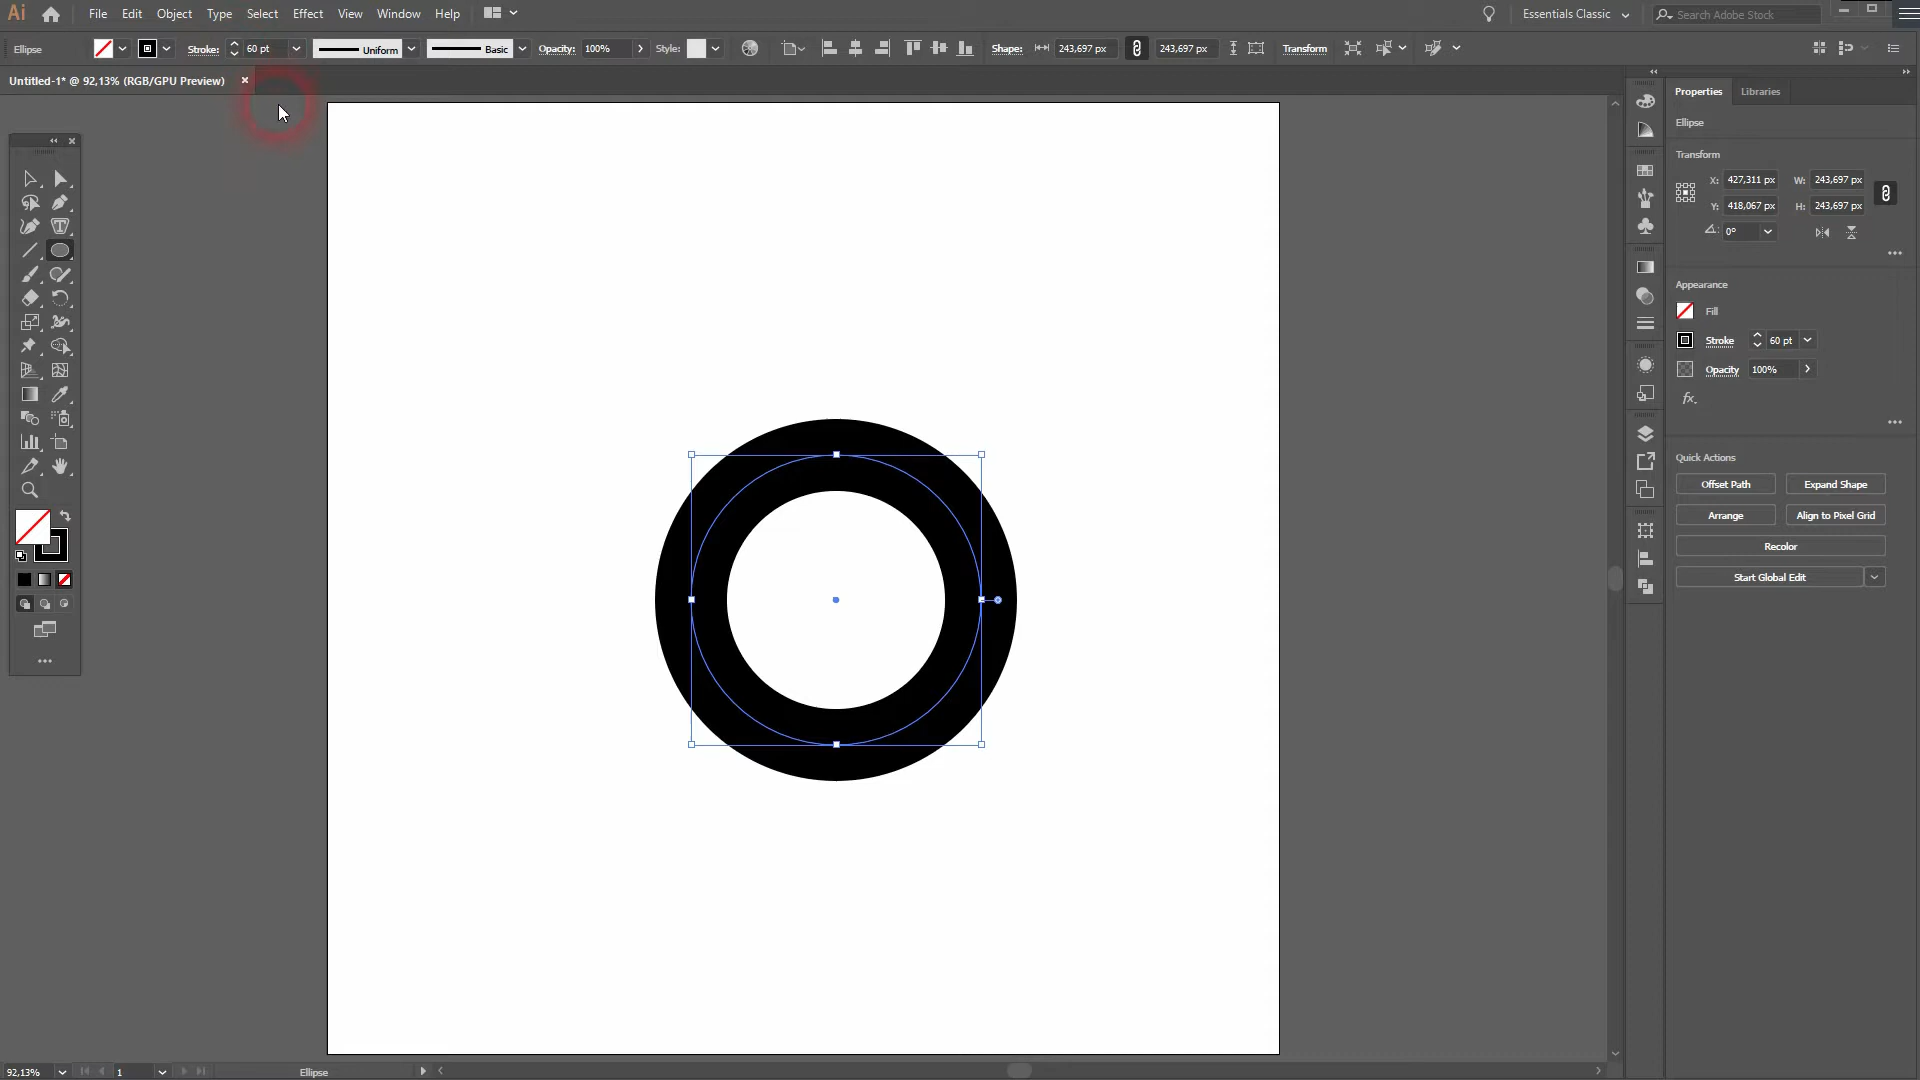 Ai File Edit Object Type Select Effect View Window Help Essentials Classic Search Adobe Stock
Ellipse Stroke: 60 pt Uniform Basic Opacity: 100% Style: Shape: 243,697 px 243,697 px Transform
Untitled-1* @ 92,13% (RGB/GPU Preview) ×
Properties Libraries
Ellipse
Transform
X: 427,311 px W: 243,697 px
Y: 418,067 px H: 243,697 px
0°
Appearance
Fill
Stroke 60 pt
Opacity 100%
fx.
Quick Actions
Offset Path Expand Shape
Arrange Align to Pixel Grid
Recolor
Start Global Edit
92,13% 1 Ellipse